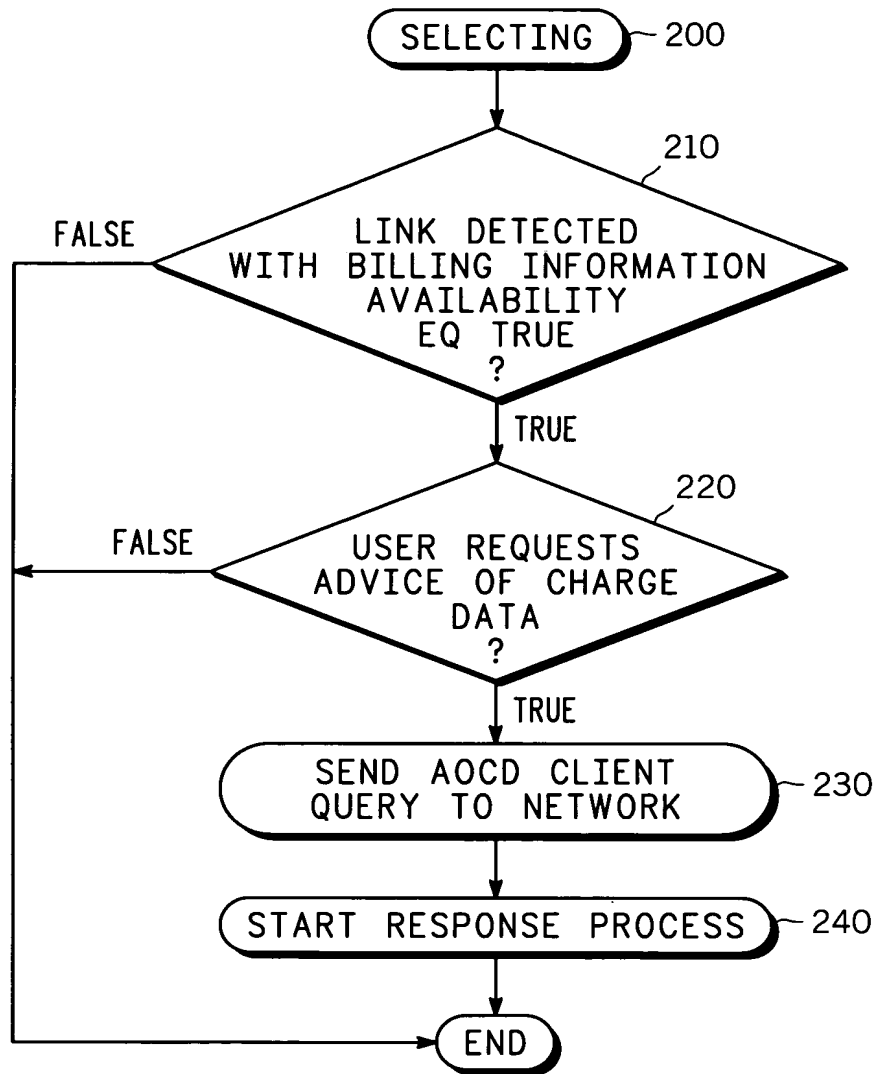 SELECTING
200
210
FALSE
LINK DETECTED
WITH BILLING INFORMATION
AVAILABILITY
EQ TRUE
?
TRUE
220
FALSE
USER REQUESTS
ADVICE OF CHARGE
DATA
?
TRUE
SEND AOCD CLIENT
QUERY TO NETWORK
230
START RESPONSE PROCESS
240
END